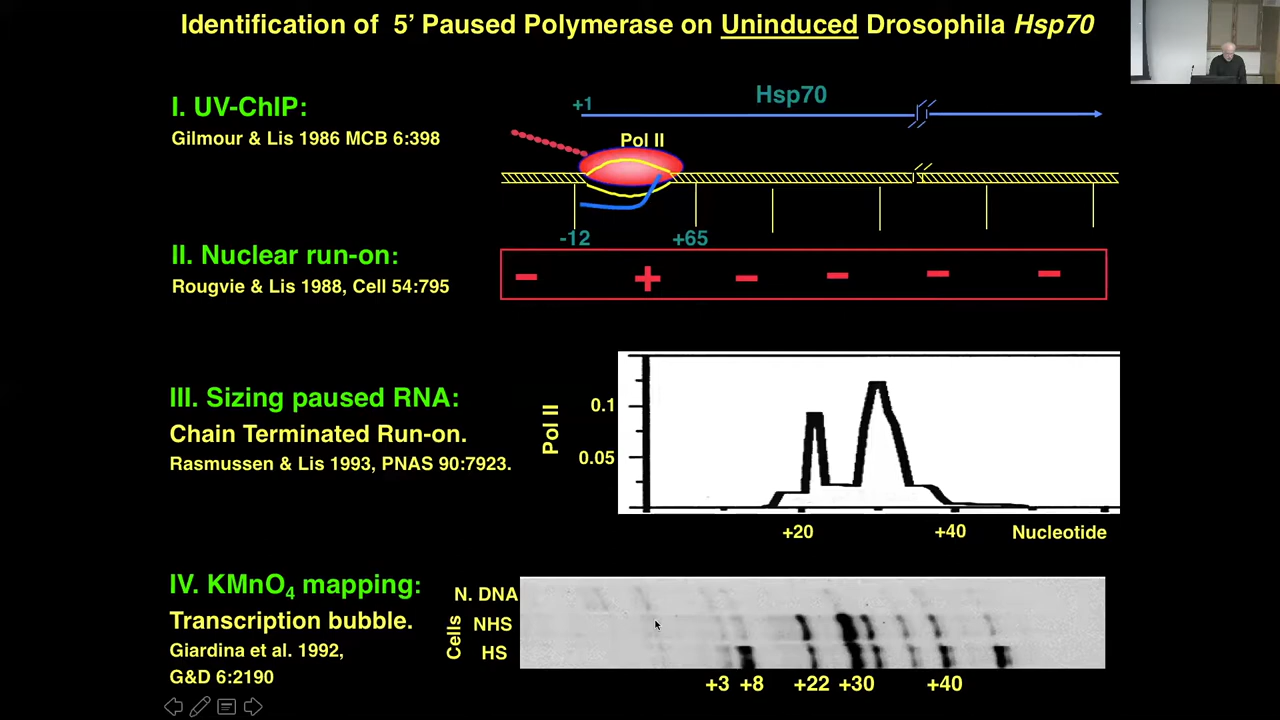 Identification of 5’ Paused Polymerase on Uninduced Drosophila Hsp70
I. UV-ChIP:
Gilmour & Lis 1986 MCB 6:398
+1
Hsp70
Pol II
-12
+65
II. Nuclear run-on:
Rougvie & Lis 1988, Cell 54:795
− + − − − −
III. Sizing paused RNA:
Chain Terminated Run-on.
Rasmussen & Lis 1993, PNAS 90:7923.
Pol II
0.1
0.05
+20
+40
Nucleotide
IV. KMnO4 mapping:
Transcription bubble.
Giardina et al. 1992,
G&D 6:2190
Cells
N. DNA
NHS
HS
+3 +8 +22 +30 +40